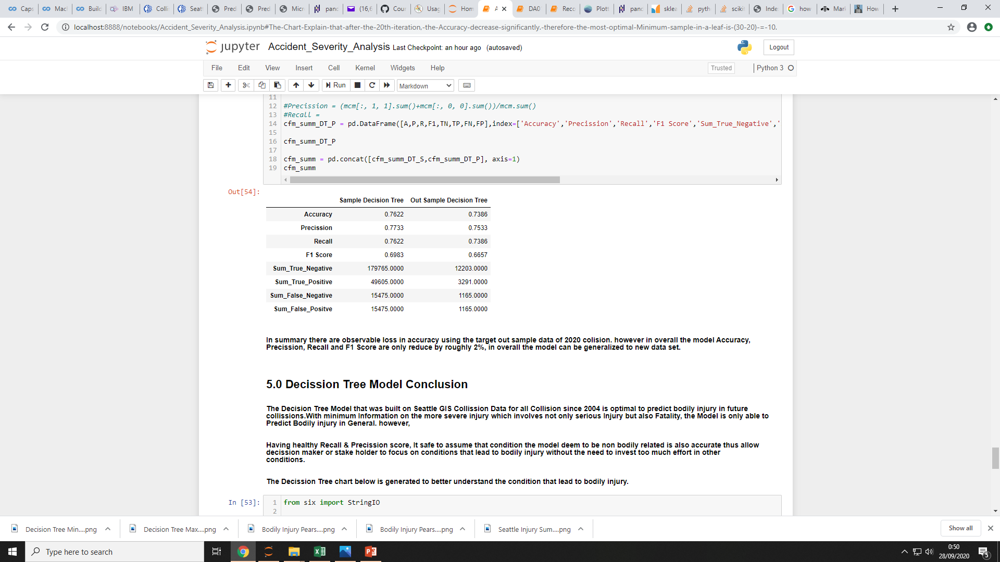 Caps
Mac
Build
IBM
Colli
Seat
Pred
Pred
Micr
panc
(16,6
Cour
Usag
Hom
A
DA0
Reco
Plott
panc
sklea
pyth
scikit
Inde
how
Mar
How
localhost:8888/notebooks/Accident_Severity_Analysis.ipynb#The-Chart-Explain-that-after-the-20th-iteration,-the-Accuracy-decrease-significantly.-therefore-the-most-optimal-Minimum-sample-in-a-leaf-is-(30-20)-=-10.
jupyter Accident_Severity_Analysis Last Checkpoint: an hour ago (autosaved)
Logout
File Edit View Insert Cell Kernel Widgets Help
Trusted
Python 3
Run
Markdown
11
12 #Precission = (mcm[:, 1, 1].sum()+mcm[:, 0, 0].sum())/mcm.sum()
13 #Recall =
14 cfm_summ_DT_P = pd.DataFrame([A,P,R,F1,TN,TP,FN,FP],index=['Accuracy','Precission','Recall','F1 Score','Sum_True_Negative','
15
16 cfm_summ_DT_P
17
18 cfm_summ = pd.concat([cfm_summ_DT_S,cfm_summ_DT_P], axis=1)
19 cfm_summ
Out[54]:
Sample Decision Tree Out Sample Decision Tree
Accuracy 0.7622 0.7386
Precission 0.7733 0.7533
Recall 0.7622 0.7386
F1 Score 0.6983 0.6657
Sum_True_Negative 179765.0000 12203.0000
Sum_True_Positive 49605.0000 3291.0000
Sum_False_Negative 15475.0000 1165.0000
Sum_False_Positve 15475.0000 1165.0000
In summary there are observable loss in accuracy using the target out sample data of 2020 colision. however in overall the model Accuracy,
Precission, Recall and F1 Score are only reduce by roughly 2%, in overall the model can be generalized to new data set.
5.0 Decission Tree Model Conclusion
The Decision Tree Model that was built on Seattle GIS Collission Data for all Collision since 2004 is optimal to predict bodily injury in future
collissions.With minimum Information on the more severe injury which involves not only serious Injury but also Fatality, the Model is only able to
Predict Bodily injury in General. however,
Having healthy Recall & Precission score, It safe to assume that condition the model deem to be non bodily related is also accurate thus allow
decission maker or stake holder to focus on conditions that lead to bodily injury without the need to invest too much effort in other
conditions.
The Decission Tree chart below is generated to better understand the condition that lead to bodily injury.
In [53]:
1 from six import StringIO
2
Decision Tree Min....png
Decision Tree Max....png
Bodily Injury Pears....png
Bodily Injury Pears....png
Seattle Injury Sum....png
Show all
Type here to search
0:50
28/09/2020
5